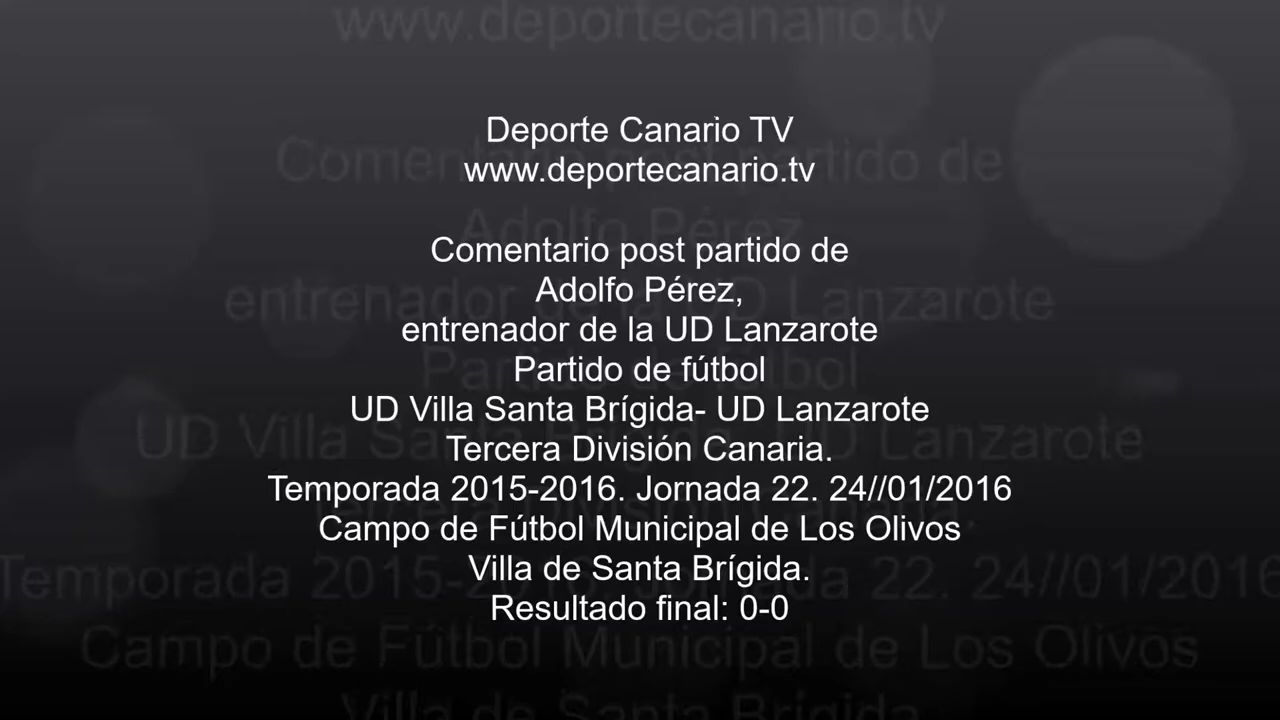 Deporte Canario TV
www.deportecanario.tv
Comentario post partido de
Adolfo Pérez,
entrenador de la UD Lanzarote
Partido de fútbol
UD Villa Santa Brígida- UD Lanzarote
Tercera División Canaria.
Temporada 2015-2016. Jornada 22. 24//01/2016
Campo de Fútbol Municipal de Los Olivos
Villa de Santa Brígida.
Resultado final: 0-0